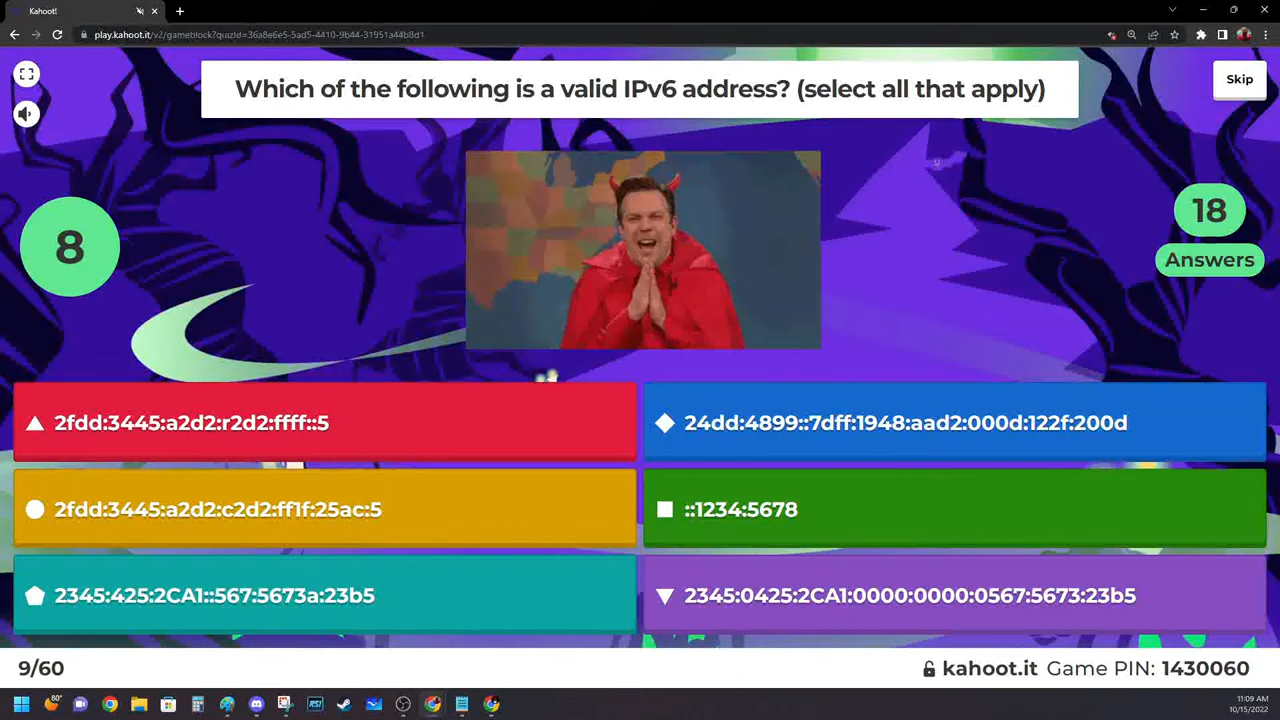 Kahoot!
play.kahoot.it/v2/gameblock?quizId=36a8e6e5-5ad5-4410-9b44-31951a44b8d1
Which of the following is a valid IPv6 address? (select all that apply)
Skip
8
18
Answers
2fdd:3445:a2d2:r2d2:ffff::5
24dd:4899::7dff:1948:aad2:000d:122f:200d
2fdd:3445:a2d2:c2d2:ff1f:25ac:5
::1234:5678
2345:425:2CA1::567:5673a:23b5
2345:0425:2CA1:0000:0000:0567:5673:23b5
9/60
kahoot.it Game PIN: 1430060
80°
RSI
11:09 AM
10/15/2022